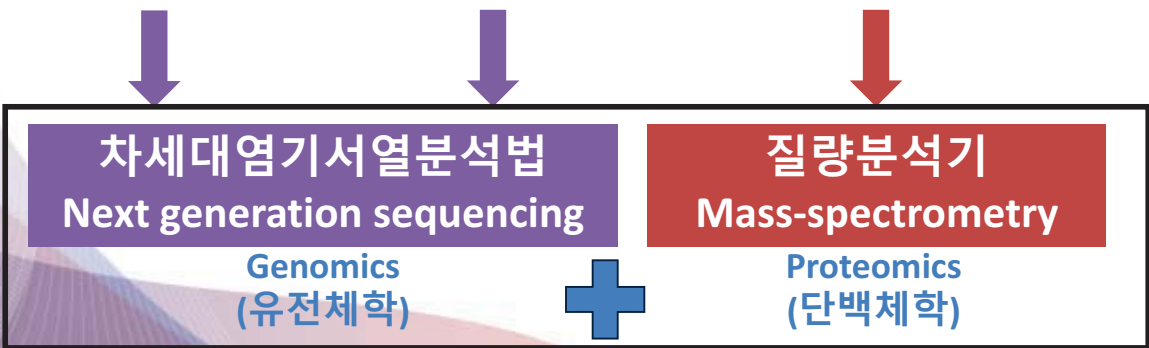 차세대염기서열분석법
Next generation sequencing
Genomics
(유전체학)
질량분석기
Mass-spectrometry
Proteomics
(단백체학)